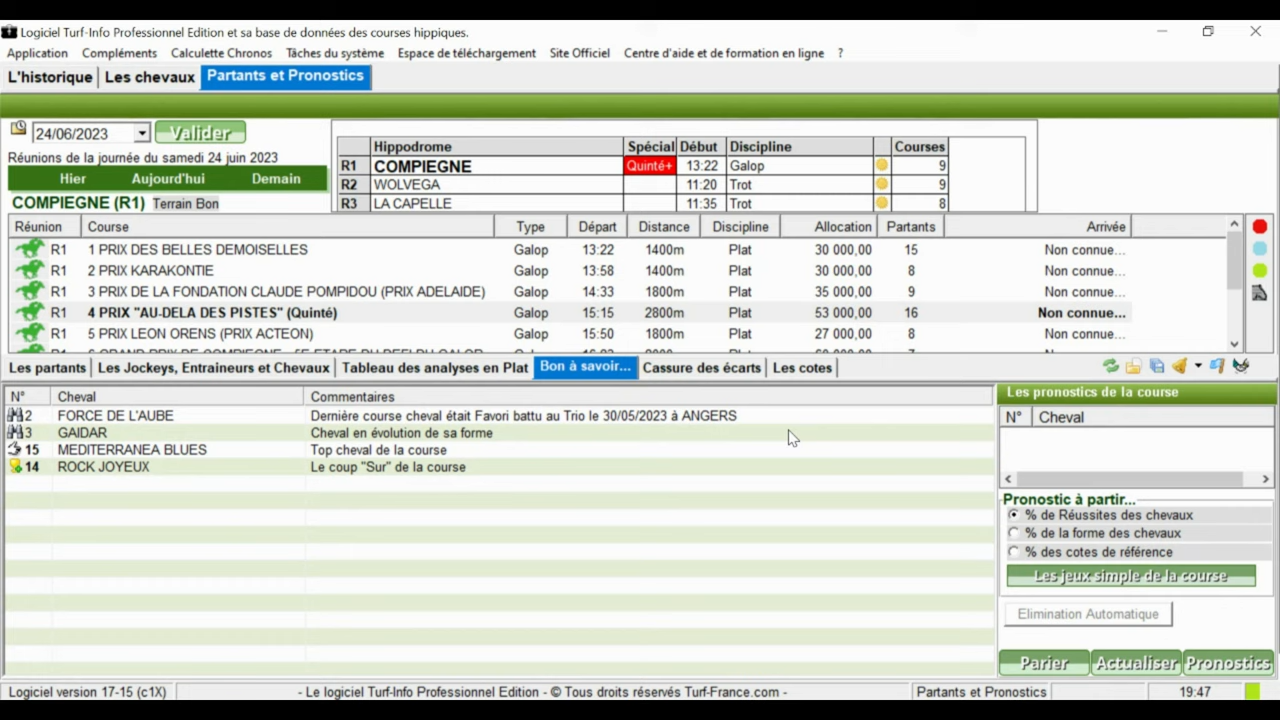 Logiciel Turf-Info Professionnel Edition et sa base de données des courses hippiques.
Application Compléments Calculette Chronos Tâches du système Espace de téléchargement Site Officiel Centre d'aide et de formation en ligne ?
L'historique Les chevaux Partants et Pronostics
24/06/2023 Valider
Réunions de la journée du samedi 24 juin 2023
Hier Aujourd'hui Demain
COMPIEGNE (R1) Terrain Bon
Hippodrome Spécial Début Discipline Courses
R1 COMPIEGNE Quinté+ 13:22 Galop 9
R2 WOLVEGA 11:20 Trot 9
R3 LA CAPELLE 11:35 Trot 8
Réunion Course Type Départ Distance Discipline Allocation Partants Arrivée
R1 1 PRIX DES BELLES DEMOISELLES Galop 13:22 1400m Plat 30 000,00 15 Non connue...
R1 2 PRIX KARAKONTIE Galop 13:58 1400m Plat 30 000,00 8 Non connue...
R1 3 PRIX DE LA FONDATION CLAUDE POMPIDOU (PRIX ADELAIDE) Galop 14:33 1800m Plat 35 000,00 9 Non connue...
R1 4 PRIX "AU-DELA DES PISTES" (Quinté) Galop 15:15 2800m Plat 53 000,00 16 Non connue...
R1 5 PRIX LEON ORENS (PRIX ACTEON) Galop 15:50 1800m Plat 27 000,00 8 Non connue...
Les partants Les Jockeys, Entraineurs et Chevaux Tableau des analyses en Plat Bon à savoir... Cassure des écarts Les cotes
N° Cheval Commentaires
2 FORCE DE L'AUBE Dernière course cheval était Favori battu au Trio le 30/05/2023 à ANGERS
3 GAIDAR Cheval en évolution de sa forme
15 MEDITERRANEA BLUES Top cheval de la course
14 ROCK JOYEUX Le coup "Sur" de la course
Les pronostics de la course
N° Cheval
Pronostic à partir...
% de Réussites des chevaux
% de la forme des chevaux
% des cotes de référence
Les jeux simple de la course
Elimination Automatique
Parier Actualiser Pronostics
Logiciel version 17-15 (c1X) - Le logiciel Turf-Info Professionnel Edition - © Tous droits réservés Turf-France.com - Partants et Pronostics 19:47